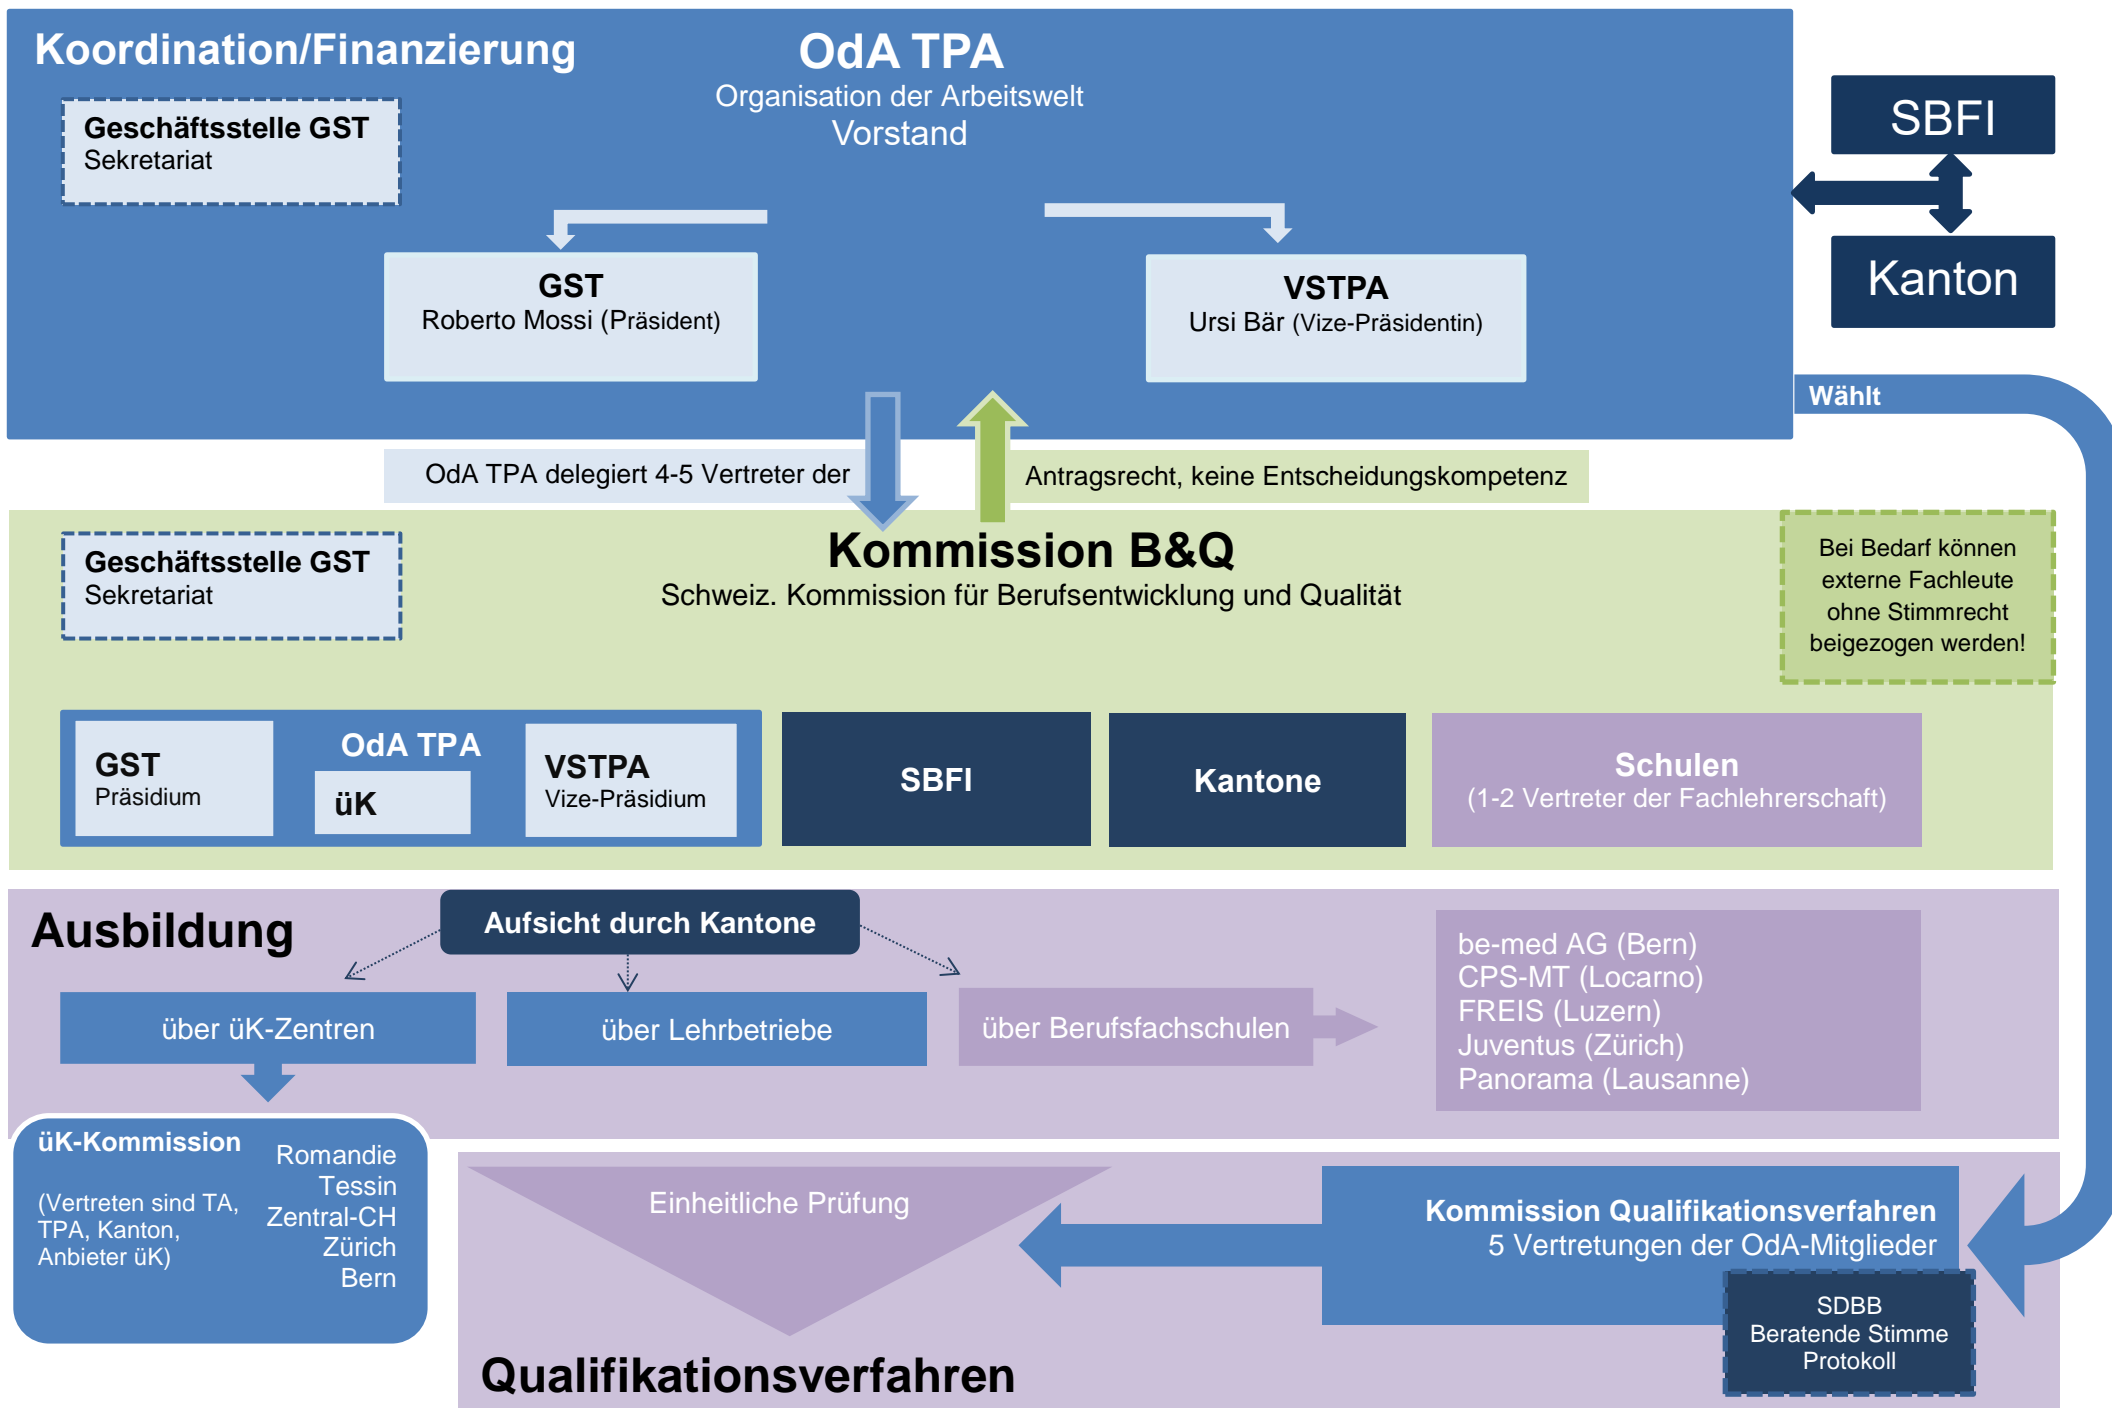 Koordination/Finanzierung
OdA TPA
Organisation der Arbeitswelt
Vorstand
Geschäftsstelle GST
Sekretariat
SBFI
Kanton
GST
Roberto Mossi (Präsident)
VSTPA
Ursi Bär (Vize-Präsidentin)
Wählt
OdA TPA delegiert 4-5 Vertreter der
Antragsrecht, keine Entscheidungskompetenz
Geschäftsstelle GST
Sekretariat
Kommission B&Q
Schweiz. Kommission für Berufsentwicklung und Qualität
Bei Bedarf können
externe Fachleute
ohne Stimmrecht
beigezogen werden!
GST
Präsidium
OdA TPA
üK
VSTPA
Vize-Präsidium
SBFI
Kantone
Schulen
(1-2 Vertreter der Fachlehrerschaft)
Ausbildung
Aufsicht durch Kantone
über üK-Zentren
über Lehrbetriebe
über Berufsfachschulen
be-med AG (Bern)
CPS-MT (Locarno)
FREIS (Luzern)
Juventus (Zürich)
Panorama (Lausanne)
üK-Kommission
(Vertreten sind TA,
TPA, Kanton,
Anbieter üK)
Romandie
Tessin
Zentral-CH
Zürich
Bern
Einheitliche Prüfung
Kommission Qualifikationsverfahren
5 Vertretungen der OdA-Mitglieder
SDBB
Beratende Stimme
Protokoll
Qualifikationsverfahren